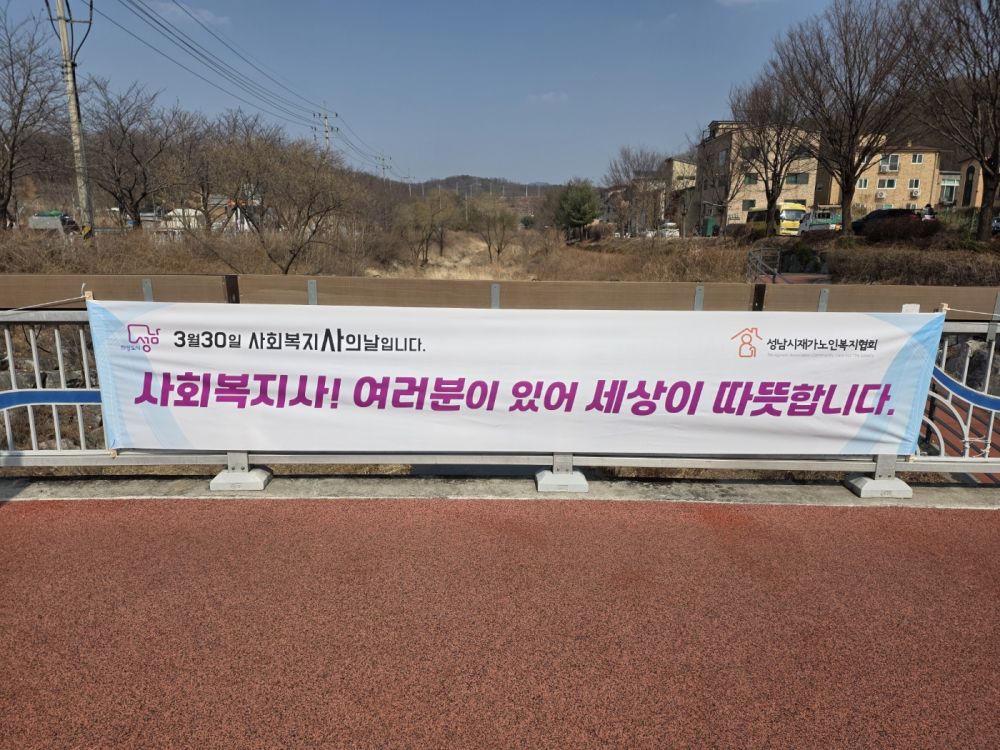 성남
3월30일 사회복지사의날입니다.
성남시재가노인복지협회
사회복지사! 여러분이 있어 세상이 따뜻합니다.